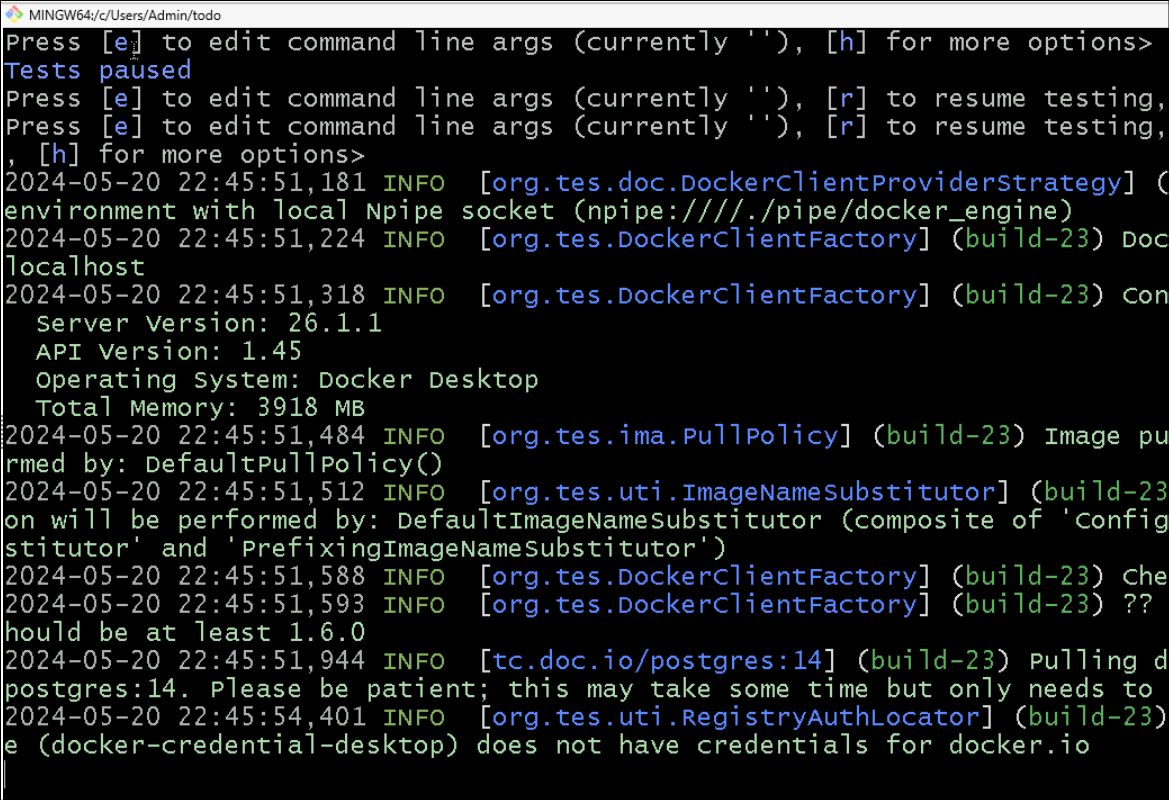 MINGW64:/c/Users/Admin/todo
Press [e] to edit command line args (currently ''), [h] for more options>
Tests paused
Press [e] to edit command line args (currently ''), [r] to resume testing,
Press [e] to edit command line args (currently ''), [r] to resume testing,
, [h] for more options>
2024-05-20 22:45:51,181 INFO  [org.tes.doc.DockerClientProviderStrategy] (
environment with local Npipe socket (npipe:////./pipe/docker_engine)
2024-05-20 22:45:51,224 INFO  [org.tes.DockerClientFactory] (build-23) Doc
localhost
2024-05-20 22:45:51,318 INFO  [org.tes.DockerClientFactory] (build-23) Con
  Server Version: 26.1.1
  API Version: 1.45
  Operating System: Docker Desktop
  Total Memory: 3918 MB
2024-05-20 22:45:51,484 INFO  [org.tes.ima.PullPolicy] (build-23) Image pu
rmed by: DefaultPullPolicy()
2024-05-20 22:45:51,512 INFO  [org.tes.uti.ImageNameSubstitutor] (build-23
on will be performed by: DefaultImageNameSubstitutor (composite of 'Config
stitutor' and 'PrefixingImageNameSubstitutor')
2024-05-20 22:45:51,588 INFO  [org.tes.DockerClientFactory] (build-23) Che
2024-05-20 22:45:51,593 INFO  [org.tes.DockerClientFactory] (build-23) ??
hould be at least 1.6.0
2024-05-20 22:45:51,944 INFO  [tc.doc.io/postgres:14] (build-23) Pulling d
postgres:14. Please be patient; this may take some time but only needs to
2024-05-20 22:45:54,401 INFO  [org.tes.uti.RegistryAuthLocator] (build-23)
e (docker-credential-desktop) does not have credentials for docker.io